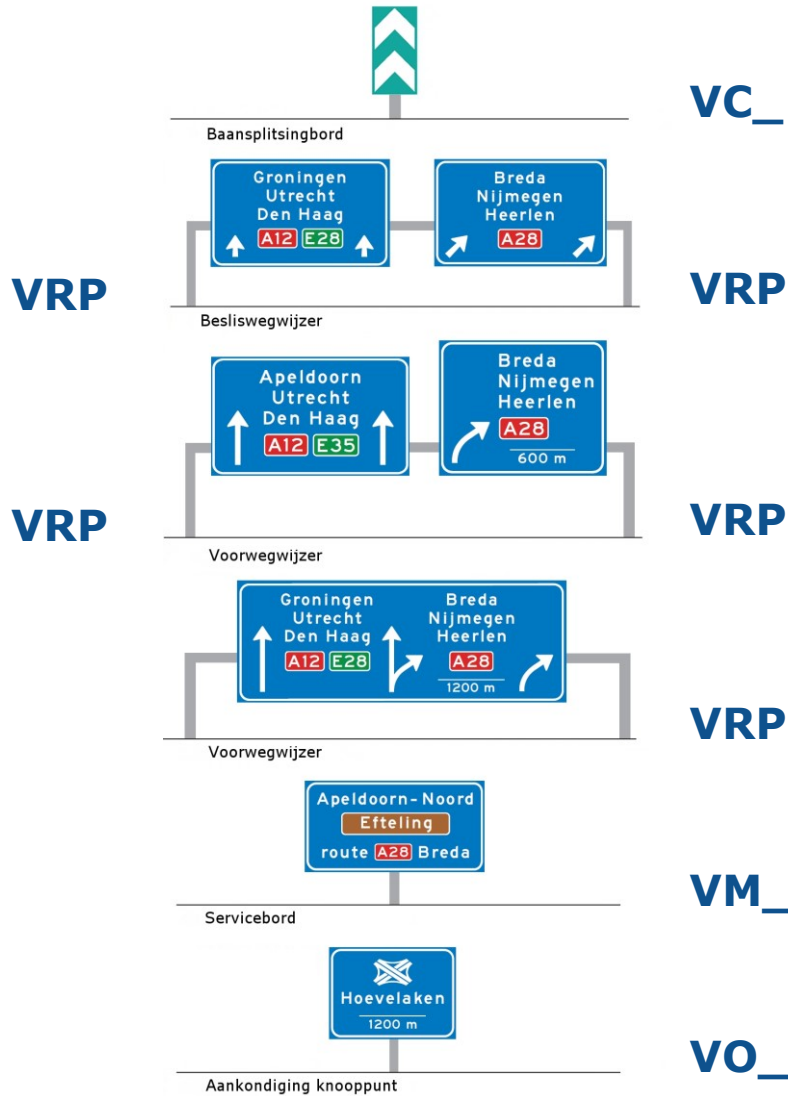 VC_
Baansplitsingbord
Groningen
Utrecht
Den Haag
A12 E28
Breda
Nijmegen
Heerlen
A28
VRP
VRP
Besliswegwijzer
Apeldoorn
Utrecht
Den Haag
A12 E35
Breda
Nijmegen
Heerlen
A28
600 m
VRP
VRP
Voorwegwijzer
Groningen
Utrecht
Den Haag
A12 E28
Breda
Nijmegen
Heerlen
A28
1200 m
VRP
Voorwegwijzer
Apeldoorn-Noord
Efteling
route A28 Breda
VM_
Servicebord
Hoevelaken
1200 m
VO_
Aankondiging knooppunt